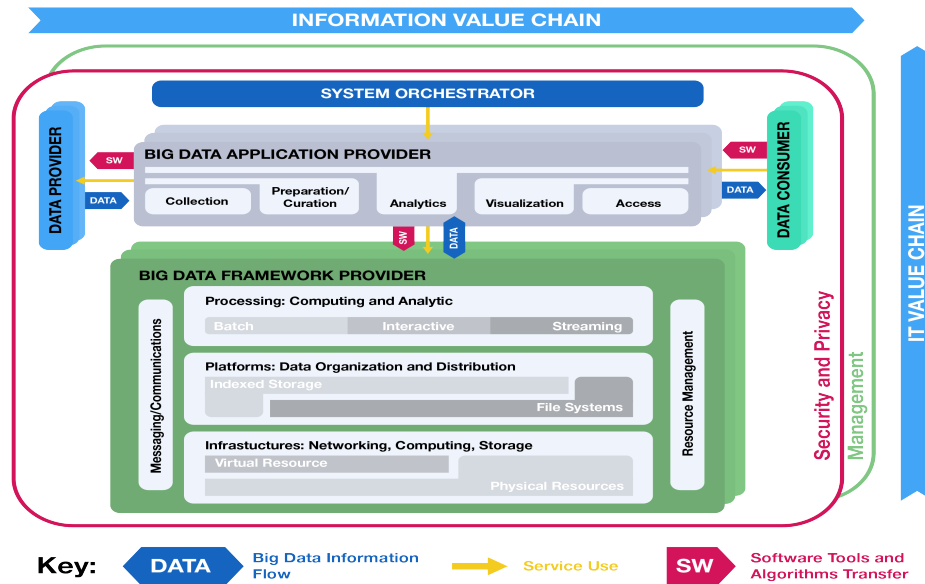 INFORMATION VALUE CHAIN
SYSTEM ORCHESTRATOR
DATA PROVIDER
SW
DATA
BIG DATA APPLICATION PROVIDER
Collection
Preparation/
Curation
Analytics
Visualization
Access
SW
DATA
DATA CONSUMER
SW
DATA
BIG DATA FRAMEWORK PROVIDER
Messaging/Communications
Processing: Computing and Analytic
Batch
Interactive
Streaming
Platforms: Data Organization and Distribution
Indexed Storage
File Systems
Infrastuctures: Networking, Computing, Storage
Virtual Resource
Physical Resources
Resource Management
Security and Privacy
Management
IT VALUE CHAIN
Key:
DATA
Big Data Information
Flow
Service Use
SW
Software Tools and
Algorithms Transfer